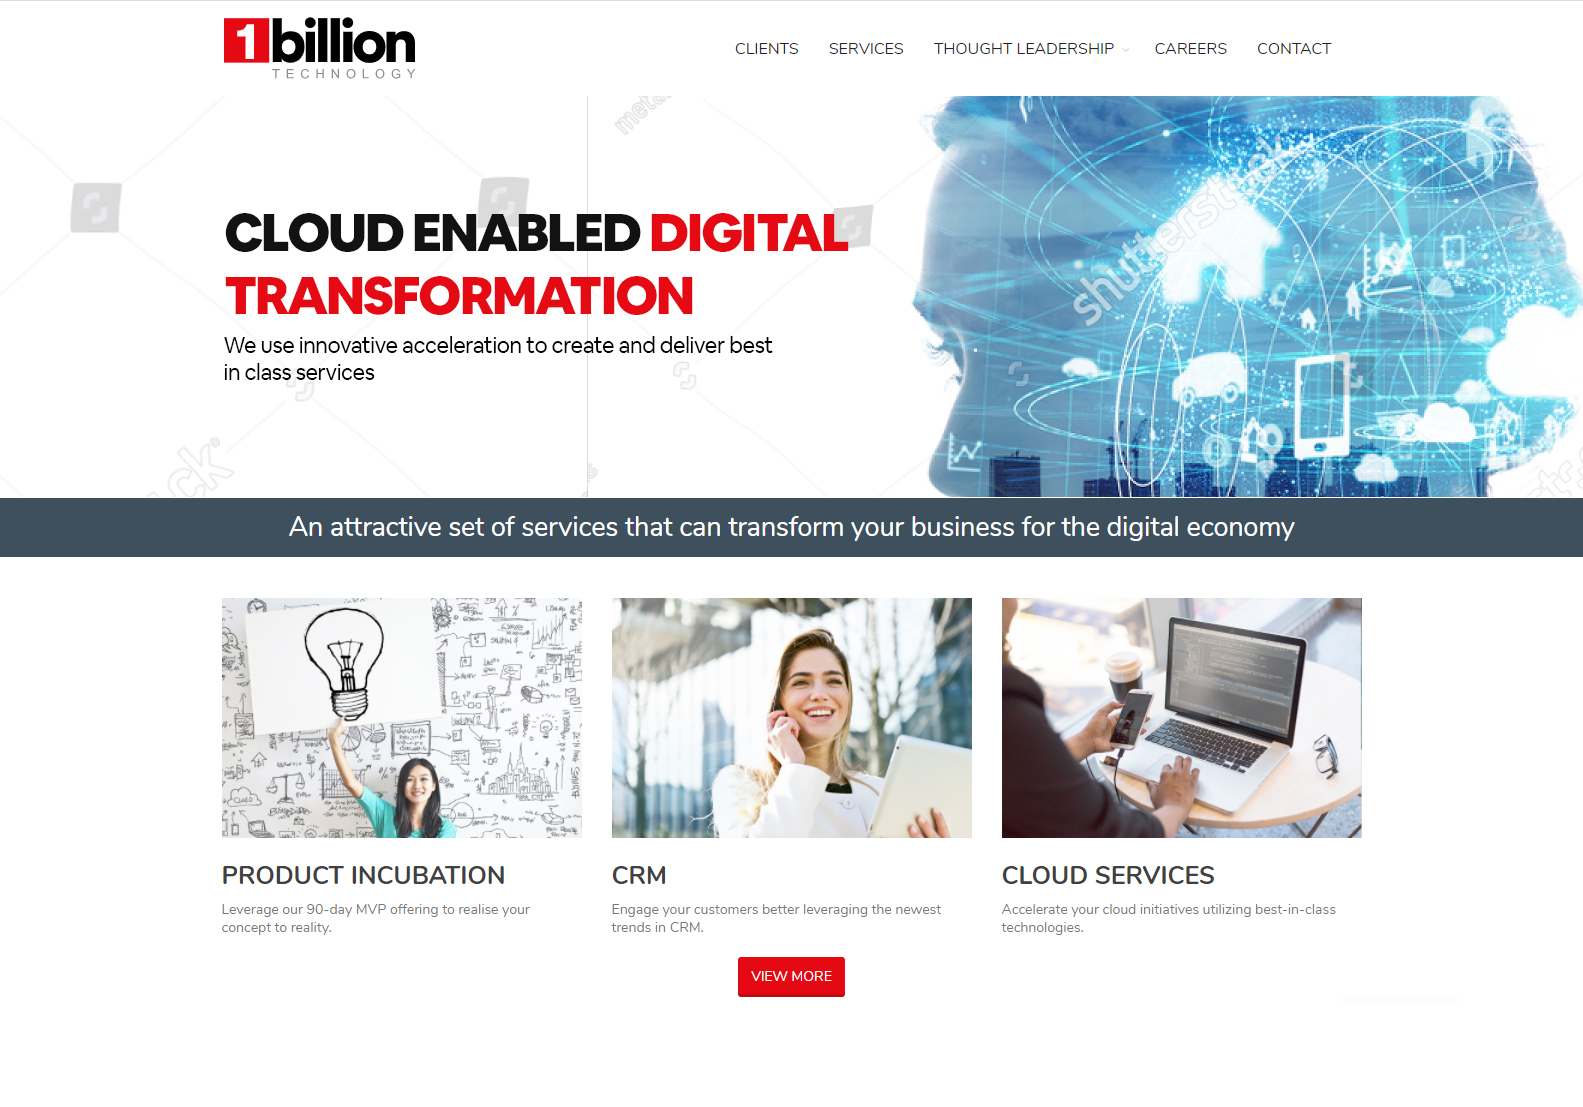 1billion
TECHNOLOGY
CLIENTS SERVICES THOUGHT LEADERSHIP CAREERS CONTACT
CLOUD ENABLED DIGITAL
TRANSFORMATION
We use innovative acceleration to create and deliver best
in class services
shutterstock
An attractive set of services that can transform your business for the digital economy
PRODUCT INCUBATION
Leverage our 90-day MVP offering to realise your
concept to reality.
CRM
Engage your customers better leveraging the newest
trends in CRM.
CLOUD SERVICES
Accelerate your cloud initiatives utilizing best-in-class
technologies.
VIEW MORE